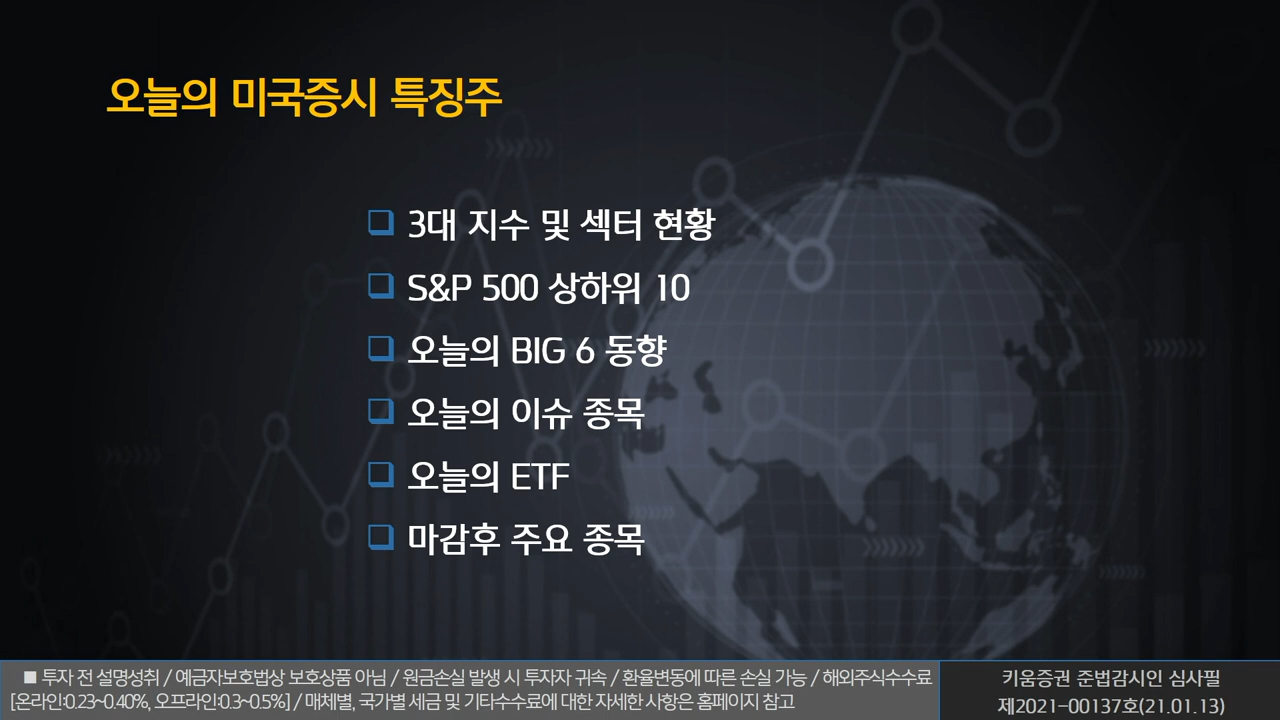 오늘의 미국증시 특징주
❑ 3대 지수 및 섹터 현황
❑ S&P 500 상하위 10
❑ 오늘의 BIG 6 동향
❑ 오늘의 이슈 종목
❑ 오늘의 ETF
❑ 마감후 주요 종목
■ 투자 전 설명성취 / 예금자보호법상 보호상품 아님 / 원금손실 발생 시 투자자 귀속 / 환율변동에 따른 손실 가능 / 해외주식수수료
[온라인:0.23~0.40%, 오프라인:0.3~0.5%] / 매체별, 국가별 세금 및 기타수수료에 대한 자세한 사항은 홈페이지 참고
키움증권 준법감시인 심사필
제2021-00137호(21.01.13)